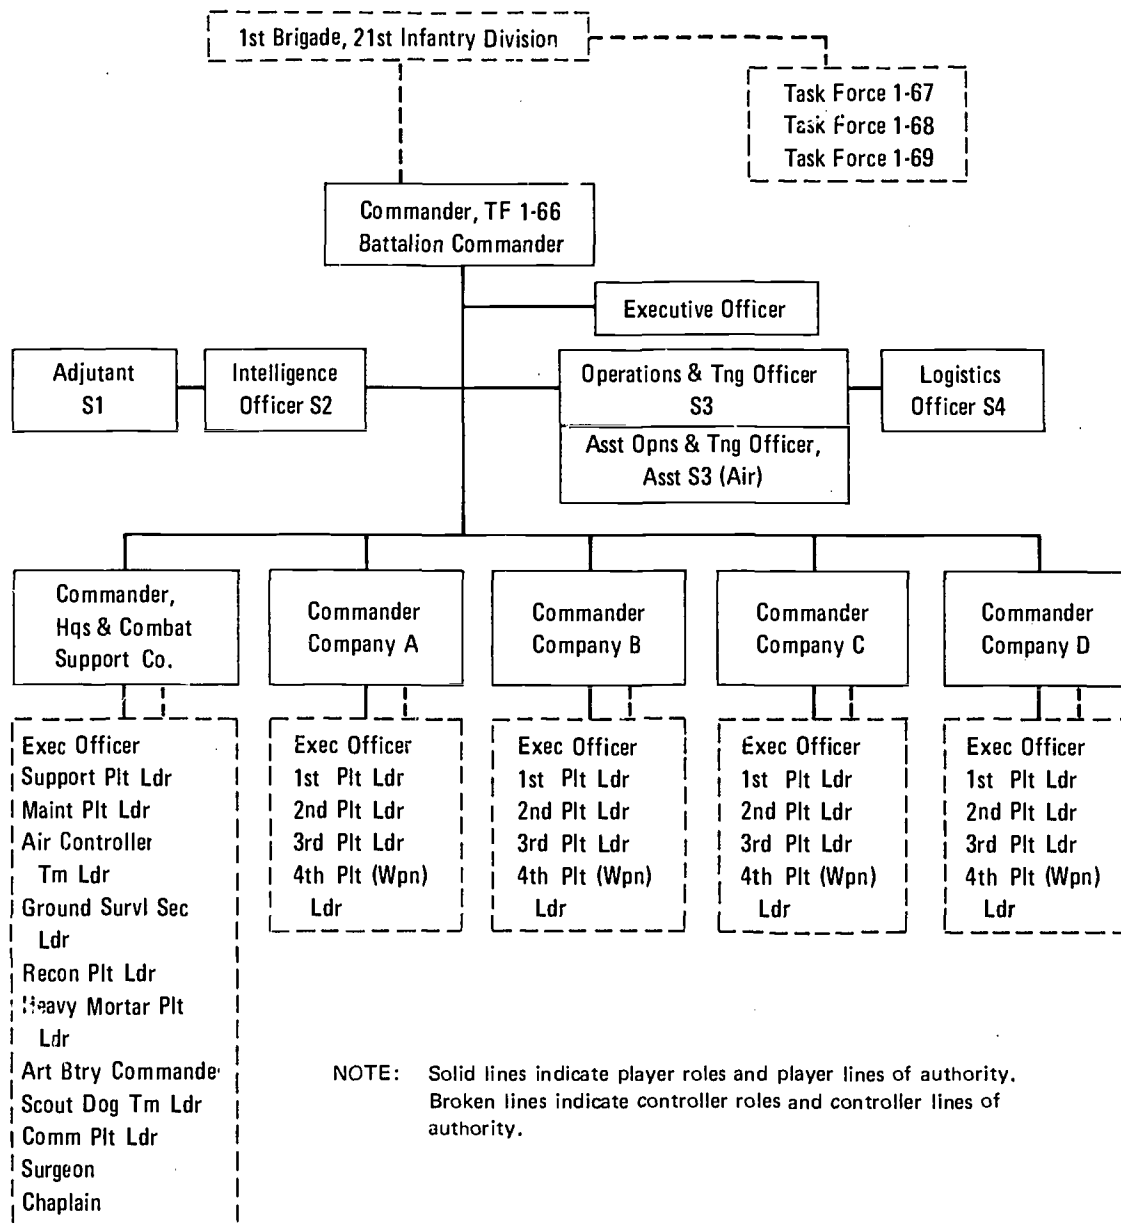 1st Brigade, 21st Infantry Division
Task Force 1-67
Task Force 1-68
Task Force 1-69
Commander, TF 1-66
Battalion Commander
Executive Officer
Adjutant
S1
Intelligence
Officer S2
Operations & Tng Officer
S3
Asst Opns & Tng Officer,
Asst S3 (Air)
Logistics
Officer S4
Commander,
Hqs & Combat
Support Co.
Commander
Company A
Commander
Company B
Commander
Company C
Commander
Company D
Exec Officer
Support Plt Ldr
Maint Plt Ldr
Air Controller
Tm Ldr
Ground Survl Sec
Ldr
Recon Plt Ldr
Heavy Mortar Plt
Ldr
Art Btry Commande
Scout Dog Tm Ldr
Comm Plt Ldr
Surgeon
Chaplain
Exec Officer
1st Plt Ldr
2nd Plt Ldr
3rd Plt Ldr
4th Plt (Wpn)
Ldr
Exec Officer
1st Plt Ldr
2nd Plt Ldr
3rd Plt Ldr
4th Plt (Wpn)
Ldr
Exec Officer
1st Plt Ldr
2nd Plt Ldr
3rd Plt Ldr
4th Plt (Wpn)
Ldr
Exec Officer
1st Plt Ldr
2nd Plt Ldr
3rd Plt Ldr
4th Plt (Wpn)
Ldr
NOTE: Solid lines indicate player roles and player lines of authority.
Broken lines indicate controller roles and controller lines of
authority.